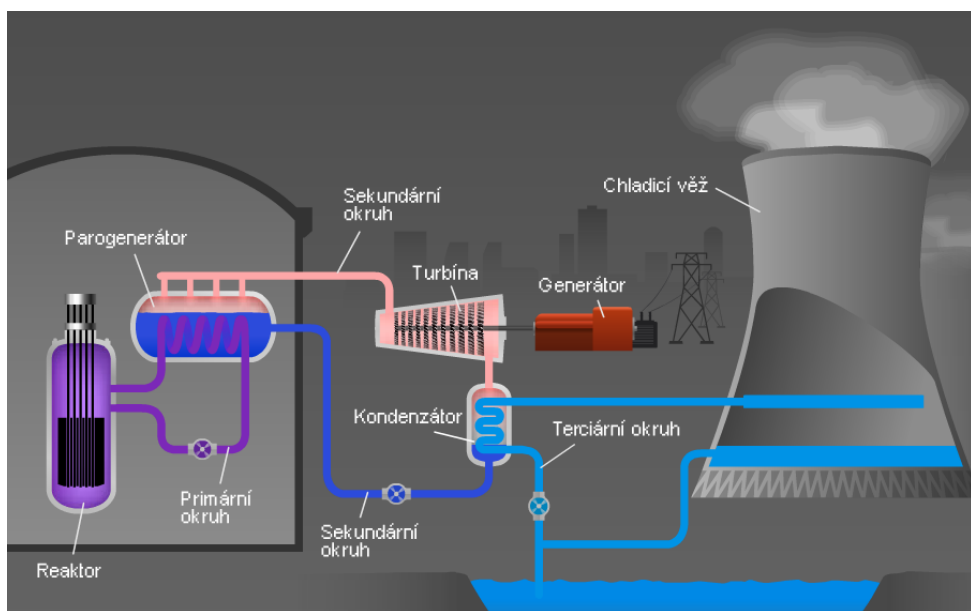 Chladicí věž
Sekundární
okruh
Parogenerátor
Turbína
Generátor
Kondenzátor
Terciární okruh
Primární
okruh
Sekundární
okruh
Reaktor